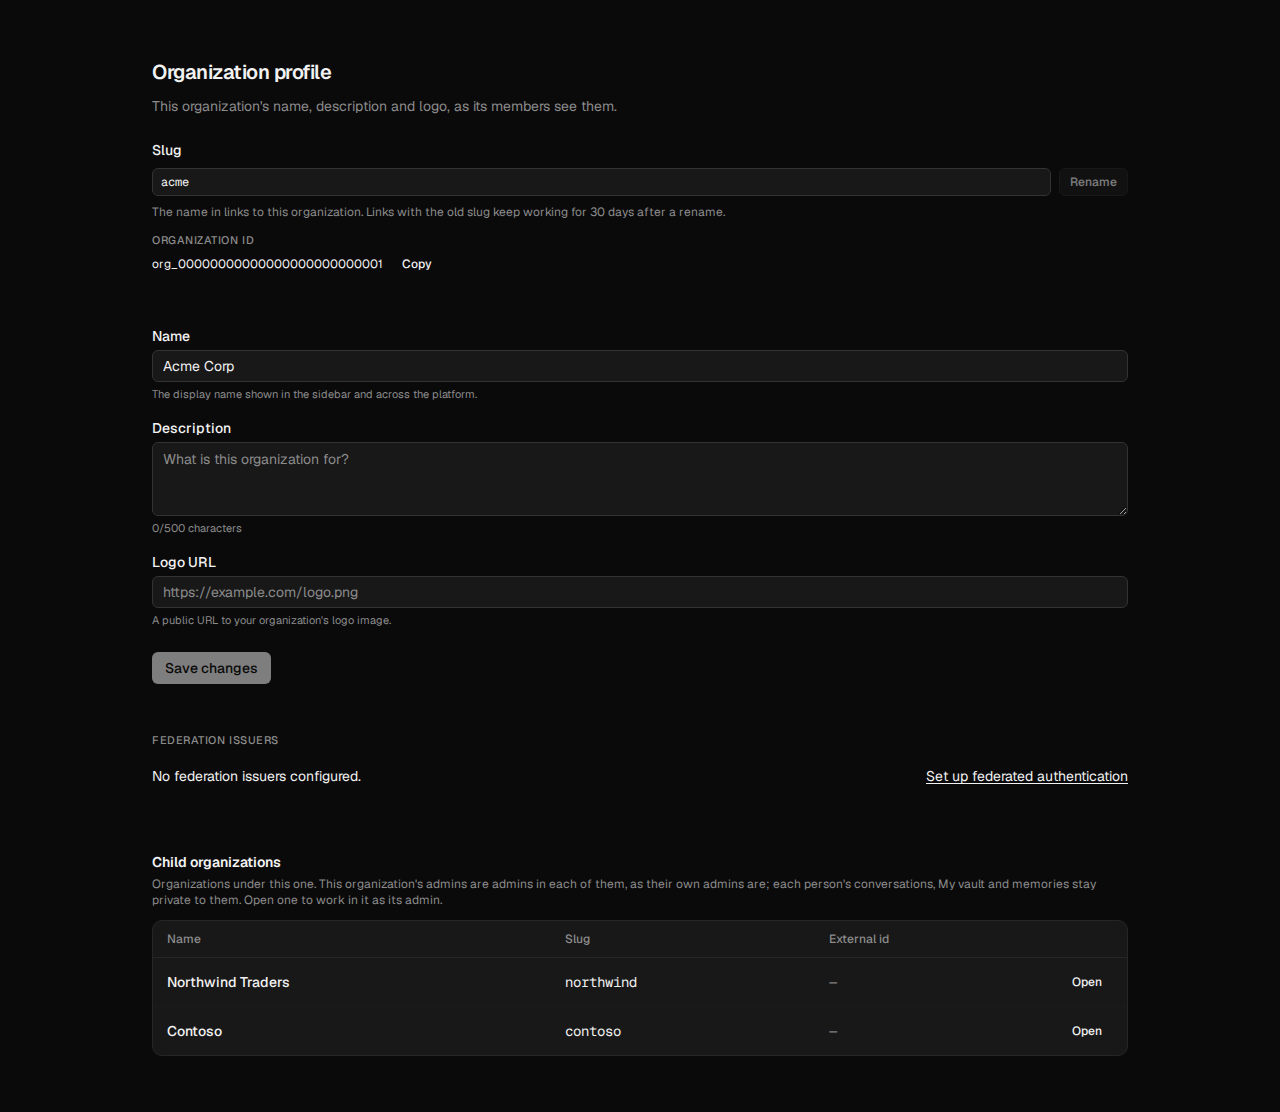 Organization profile
This organization's name, description and logo, as its members see them.
Slug
acme
Rename
The name in links to this organization. Links with the old slug keep working for 30 days after a rename.
ORGANIZATION ID
org_00000000000000000000000001
Copy
Name
Acme Corp
The display name shown in the sidebar and across the platform.
Description
What is this organization for?
0/500 characters
Logo URL
https://example.com/logo.png
A public URL to your organization's logo image.
Save changes
FEDERATION ISSUERS
No federation issuers configured.
Set up federated authentication
Child organizations
Organizations under this one. This organization's admins are admins in each of them, as their own admins are; each person's conversations, My vault and memories stay
private to them. Open one to work in it as its admin.
Name Slug External id
Northwind Traders northwind – Open
Contoso contoso – Open